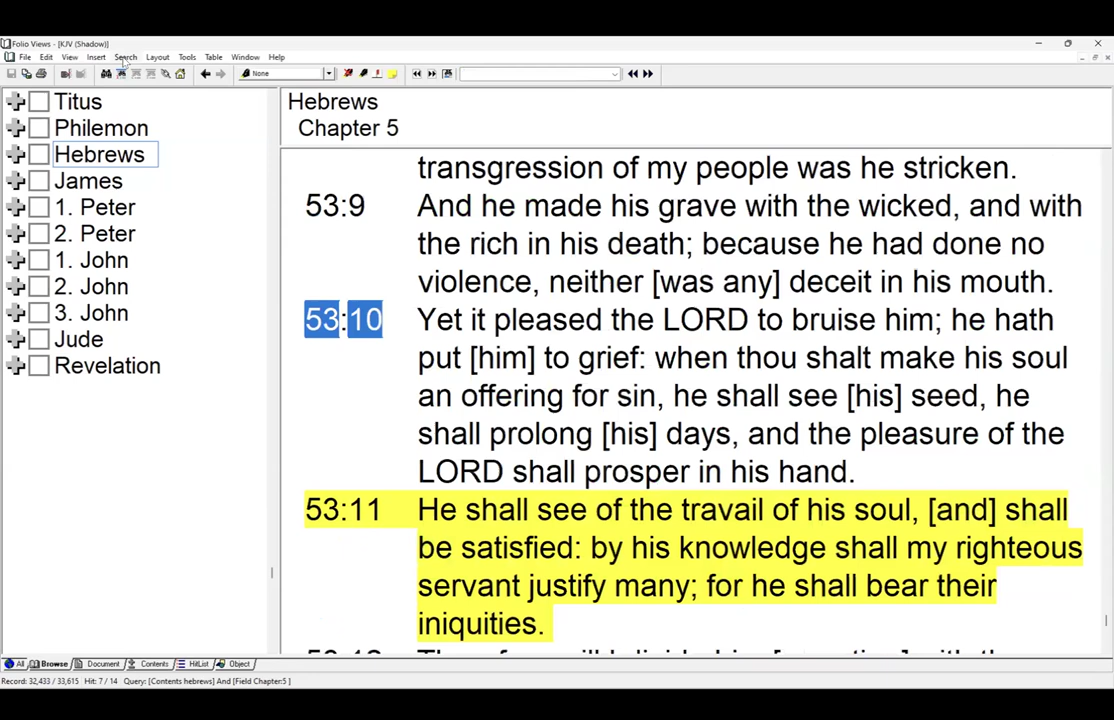 Folio Views - [KJV (Shadow)]
File Edit View Insert Search Layout Tools Table Window Help
None
Titus
Philemon
Hebrews
James
1. Peter
2. Peter
1. John
2. John
3. John
Jude
Revelation
Hebrews
Chapter 5
transgression of my people was he stricken.
53:9 And he made his grave with the wicked, and with
the rich in his death; because he had done no
violence, neither [was any] deceit in his mouth.
53:10 Yet it pleased the LORD to bruise him; he hath
put [him] to grief: when thou shalt make his soul
an offering for sin, he shall see [his] seed, he
shall prolong [his] days, and the pleasure of the
LORD shall prosper in his hand.
53:11 He shall see of the travail of his soul, [and] shall
be satisfied: by his knowledge shall my righteous
servant justify many; for he shall bear their
iniquities.
All Browse Document Contents HitList Object
Record: 32,433 / 33,615 Hit: 7 / 14 Query: [Contents hebrews] And [Field Chapter:5 ]